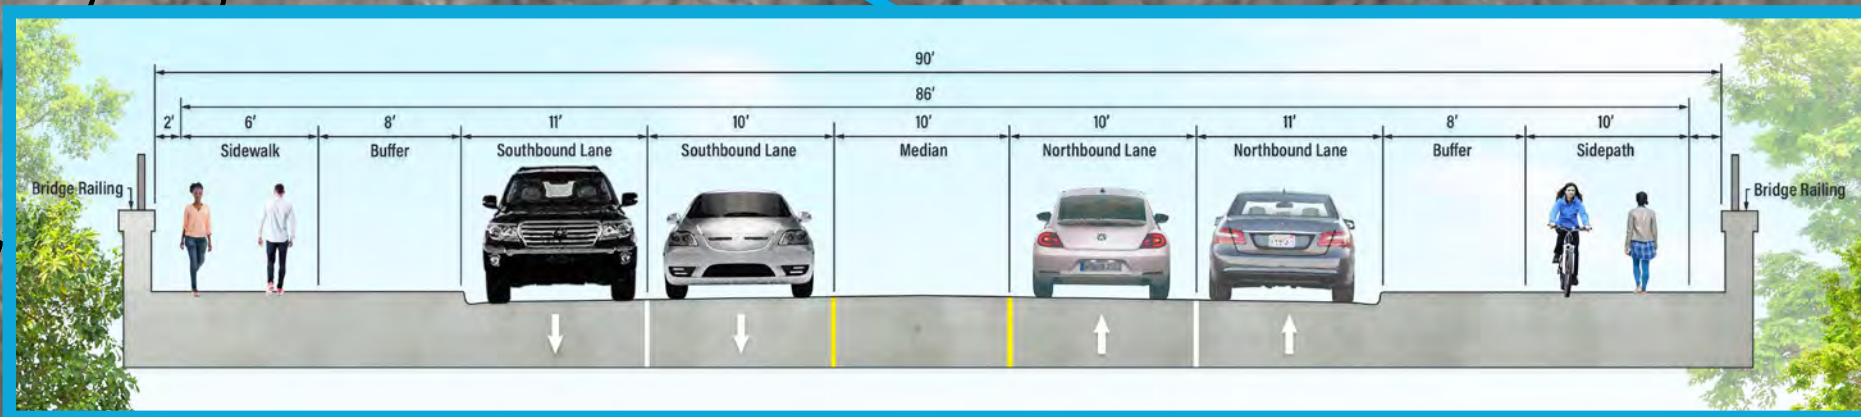 90'
86'
2' 6' 8' 11' 10' 10' 10' 11' 8' 10'
Sidewalk Buffer Southbound Lane Southbound Lane Median Northbound Lane Northbound Lane Buffer Sidepath
Bridge Railing Bridge Railing